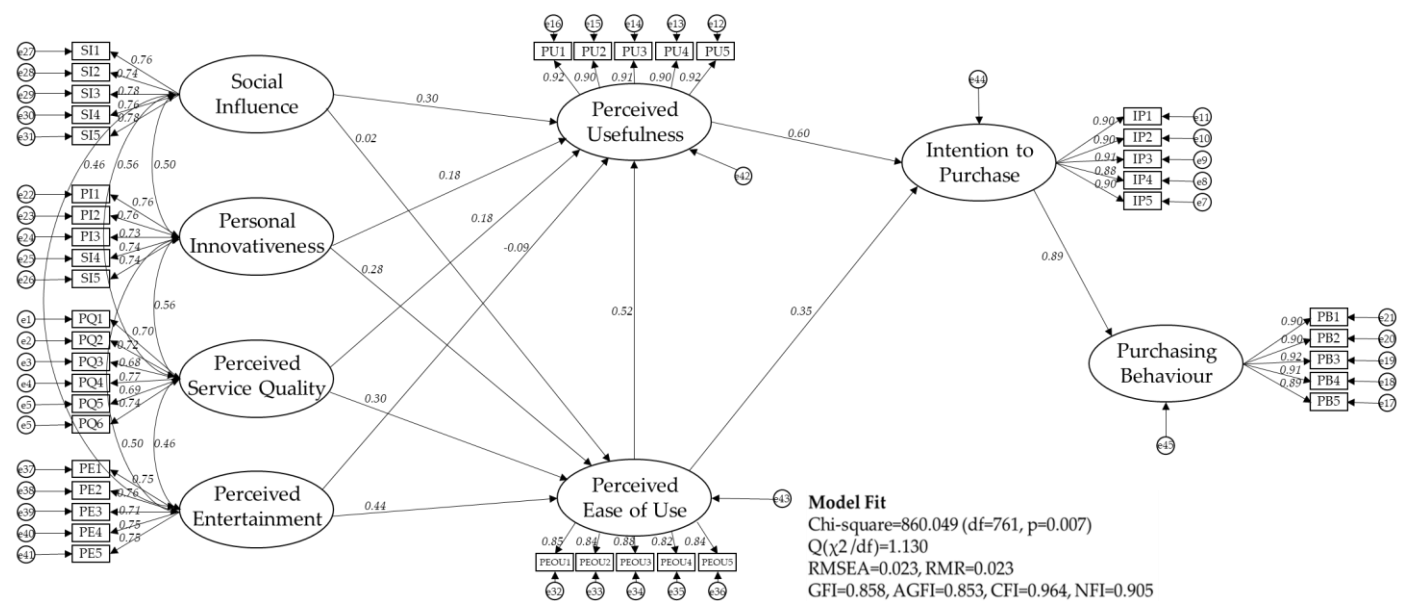 e27
SI1
0.76
e28
SI2
0.74
e29
SI3
0.78
e30
SI4
0.76
e31
SI5
0.78
Social
Influence
0.46
0.56
0.50
e22
PI1
0.76
e23
PI2
0.76
e24
PI3
0.73
e25
SI4
0.74
e26
SI5
0.74
Personal
Innovativeness
0.56
e1
PQ1
0.70
e2
PQ2
0.72
e3
PQ3
0.68
e4
PQ4
0.77
e5
PQ5
0.69
e5
PQ6
0.74
Perceived
Service Quality
0.50
0.46
e37
PE1
0.75
e38
PE2
0.76
e39
PE3
0.71
e40
PE4
0.75
e41
PE5
0.75
Perceived
Entertainment
0.30
0.02
0.18
0.28
0.18
0.30
-0.09
0.44
e16
e15
e14
e13
e12
PU1
PU2
PU3
PU4
PU5
0.92
0.90
0.91
0.90
0.92
Perceived
Usefulness
e42
0.52
Perceived
Ease of Use
e43
0.85
0.84
0.88
0.82
0.84
PEOU1
PEOU2
PEOU3
PEOU4
PEOU5
e32
e33
e34
e35
e36
0.60
0.35
e44
Intention to
Purchase
0.90
IP1
e11
0.90
IP2
e10
0.91
IP3
e9
0.88
IP4
e8
0.90
IP5
e7
0.89
Purchasing
Behaviour
e45
0.90
PB1
e21
0.90
PB2
e20
0.92
PB3
e19
0.91
PB4
e18
0.89
PB5
e17
Model Fit
Chi-square=860.049 (df=761, p=0.007)
Q(χ2/df)=1.130
RMSEA=0.023, RMR=0.023
GFI=0.858, AGFI=0.853, CFI=0.964, NFI=0.905